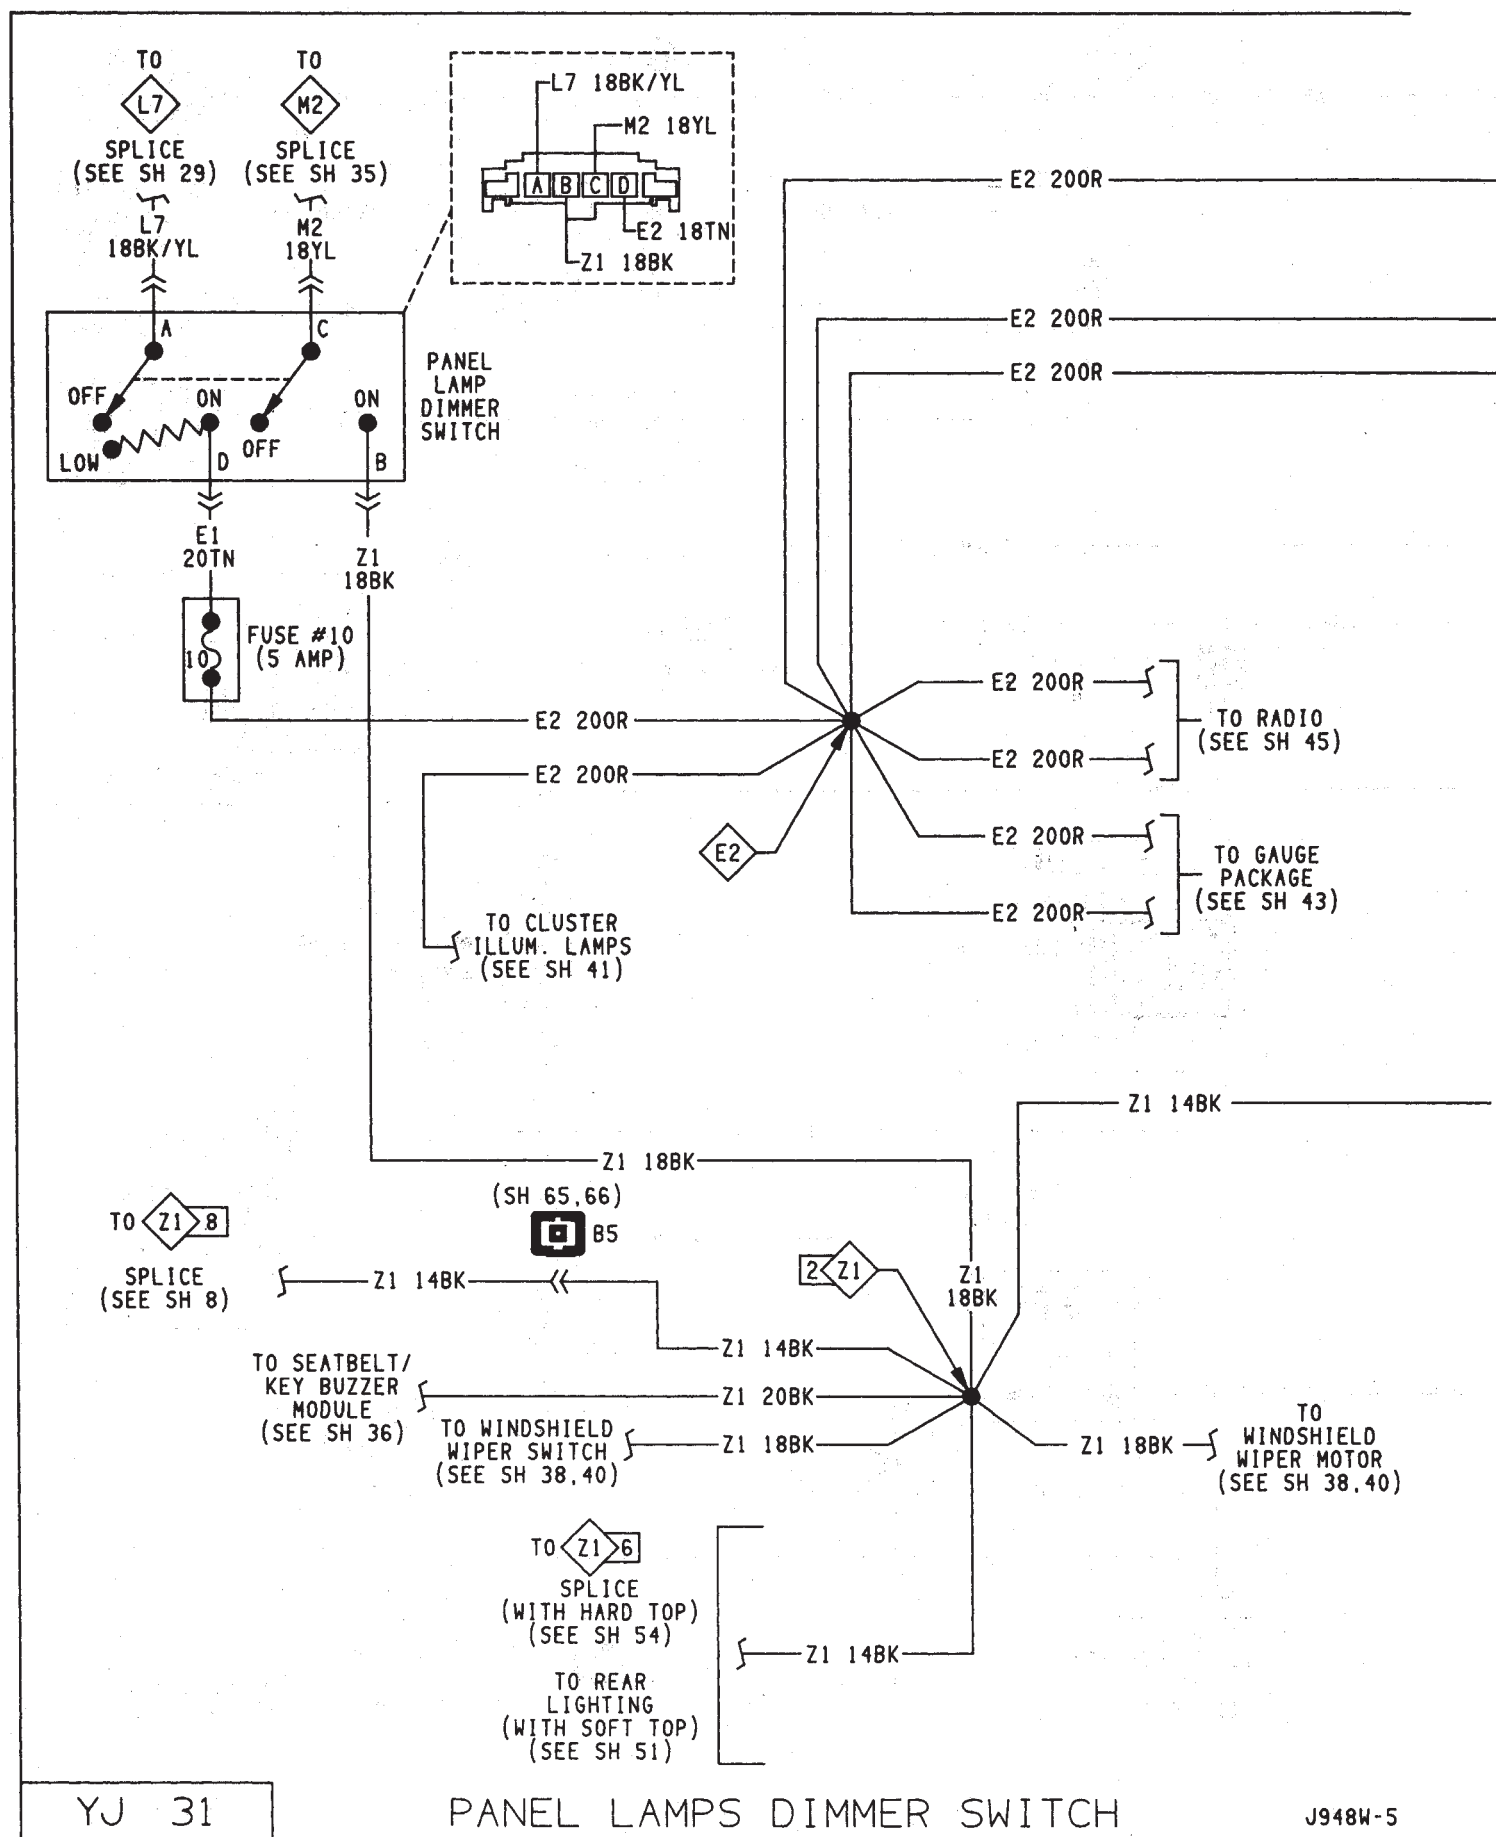 TO
L7
SPLICE
(SEE SH 29)
L7
18BK/YL
TO
M2
SPLICE
(SEE SH 35)
M2
18YL
L7 18BK/YL
M2 18YL
A B C D
E2 18TN
Z1 18BK
A
C
OFF
ON
LOW
D
OFF
ON
B
PANEL
LAMP
DIMMER
SWITCH
E1
20TN
Z1
18BK
10
FUSE #10
(5 AMP)
E2 20OR
E2 20OR
E2 20OR
E2 20OR
E2 20OR
E2
E2 20OR
E2 20OR
TO RADIO
(SEE SH 45)
E2 20OR
E2 20OR
TO GAUGE
PACKAGE
(SEE SH 43)
TO CLUSTER
ILLUM. LAMPS
(SEE SH 41)
Z1 14BK
Z1 18BK
(SH 65,66)
B5
TO Z1 8
SPLICE
(SEE SH 8)
Z1 14BK
2 Z1
Z1
18BK
Z1 14BK
TO SEATBELT/
KEY BUZZER
MODULE
(SEE SH 36)
Z1 20BK
TO WINDSHIELD
WIPER SWITCH
(SEE SH 38,40)
Z1 18BK
Z1 18BK
TO
WINDSHIELD
WIPER MOTOR
(SEE SH 38,40)
TO Z1 6
SPLICE
(WITH HARD TOP)
(SEE SH 54)
Z1 14BK
TO REAR
LIGHTING
(WITH SOFT TOP)
(SEE SH 51)
YJ 31
PANEL LAMPS DIMMER SWITCH
J948W-5